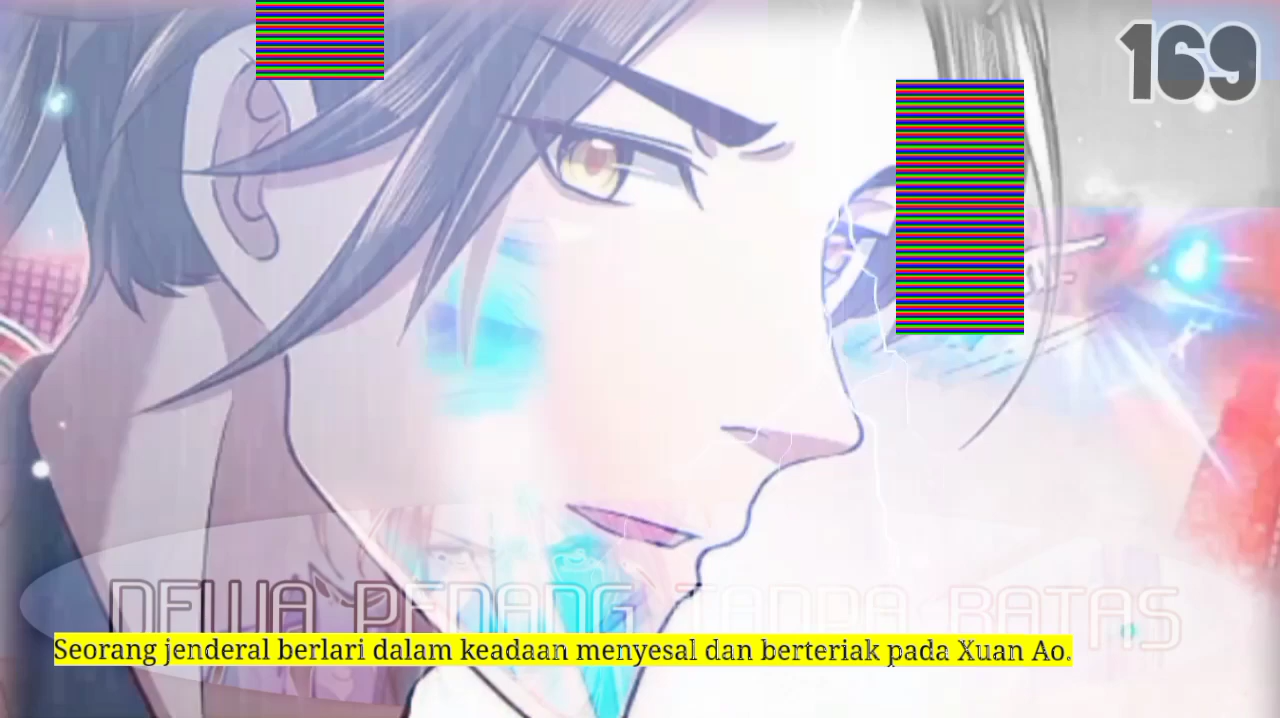 169
DEWA PEDANG TANPA BATAS
Seorang jenderal berlari dalam keadaan menyesal dan berteriak pada Xuan Ao.